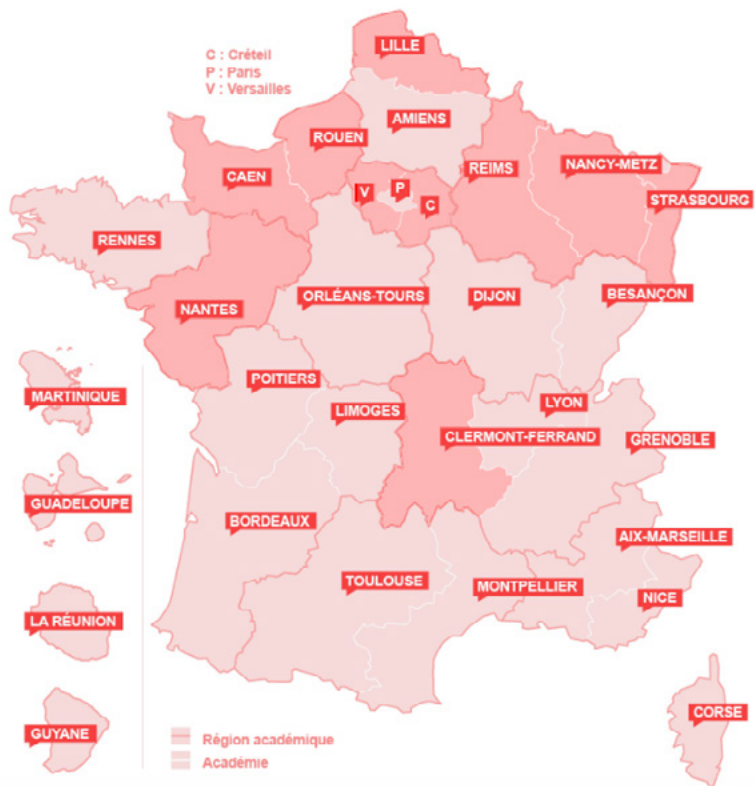 LILLE
C : Créteil
P : Paris
V : Versailles
AMIENS
ROUEN
CAEN
REIMS
NANCY-METZ
V
P
C
STRASBOURG
RENNES
NANTES
ORLÉANS-TOURS
DIJON
BESANÇON
MARTINIQUE
POITIERS
LIMOGES
LYON
CLERMONT-FERRAND
GRENOBLE
GUADELOUPE
BORDEAUX
AIX-MARSEILLE
TOULOUSE
MONTPELLIER
NICE
LA RÉUNION
GUYANE
CORSE
Région académique
Académie